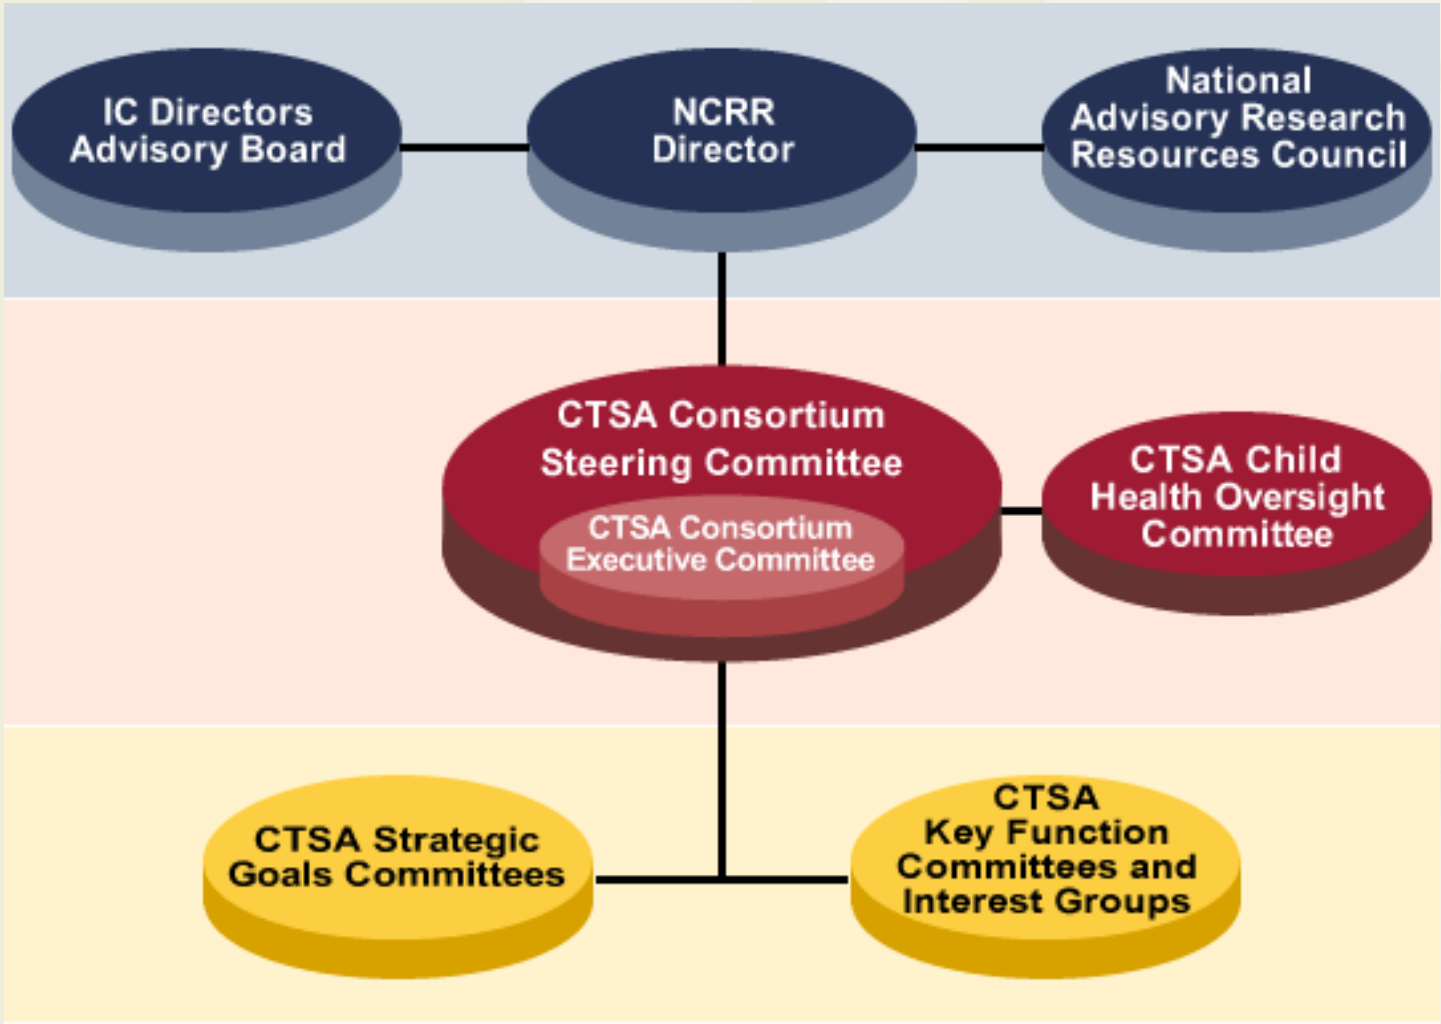 IC Directors
Advisory Board
NCRR
Director
National
Advisory Research
Resources Council
CTSA Consortium
Steering Committee
CTSA Consortium
Executive Committee
CTSA Child
Health Oversight
Committee
CTSA Strategic
Goals Committees
CTSA
Key Function
Committees and
Interest Groups